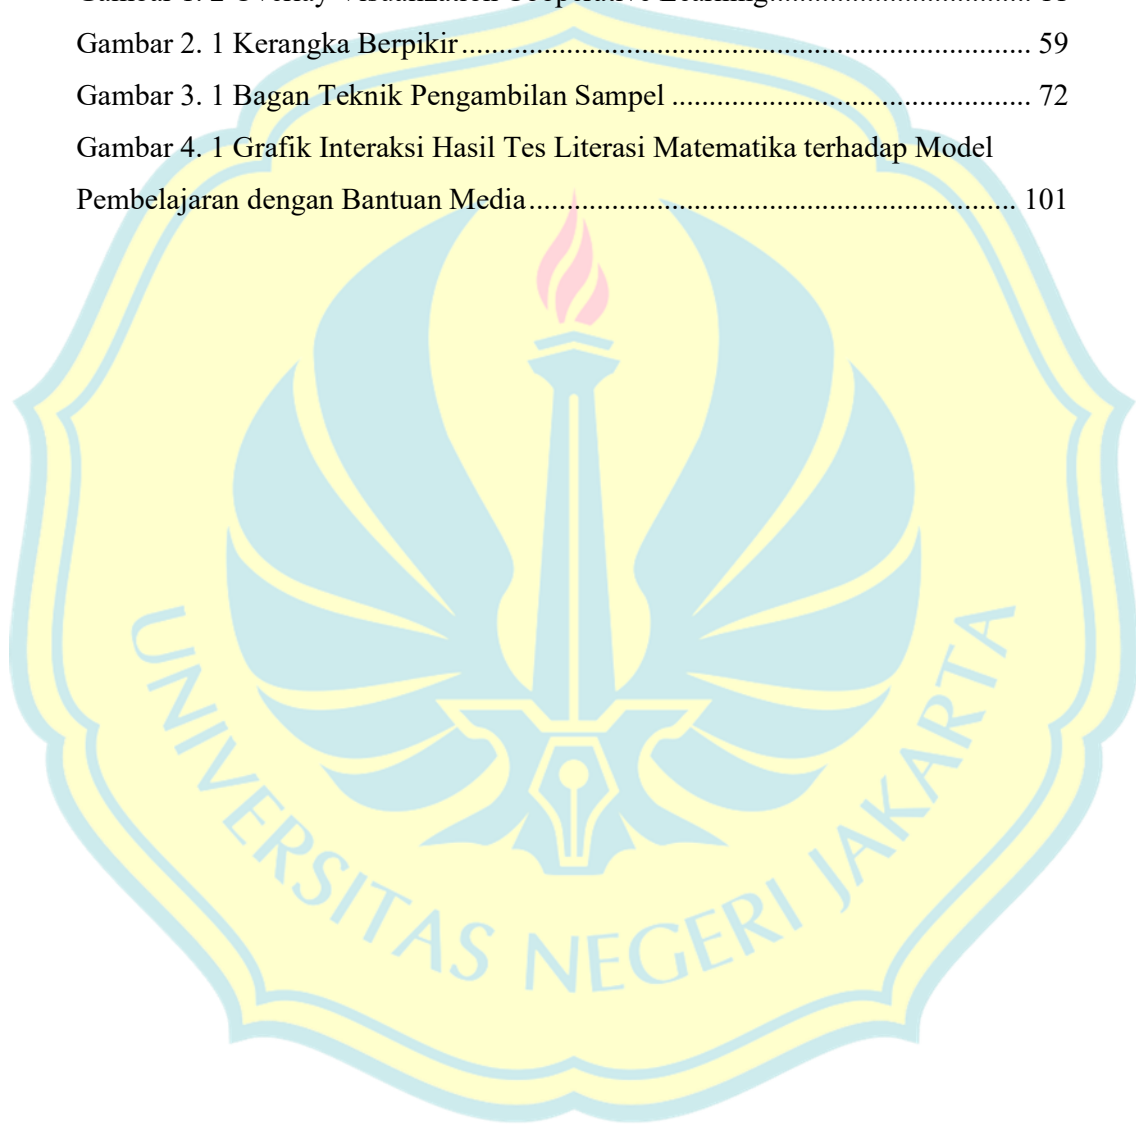 Gambar 2. 1 Kerangka Berpikir ............................................................................. 59
Gambar 3. 1 Bagan Teknik Pengambilan Sampel ................................................ 72
Gambar 4. 1 Grafik Interaksi Hasil Tes Literasi Matematika terhadap Model
Pembelajaran dengan Bantuan Media.................................................................. 101
UNIVERSITAS NEGERI JAKARTA